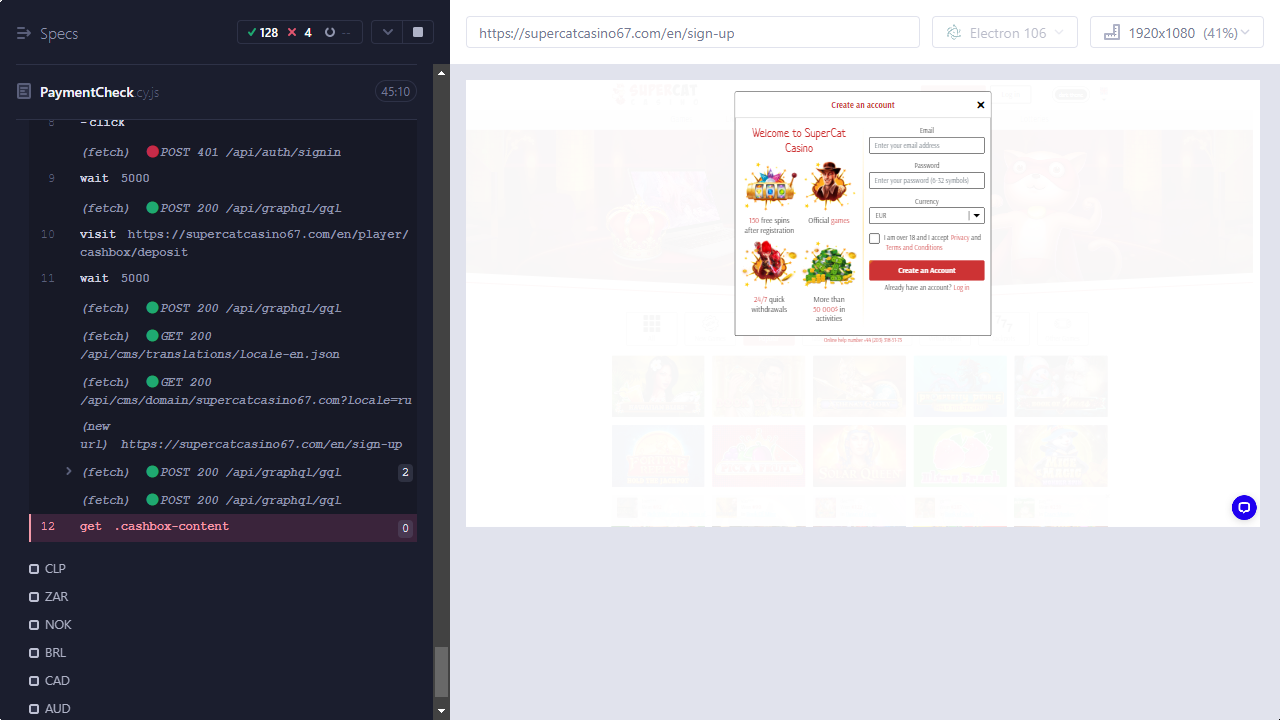 Specs
128 4 --
PaymentCheck.cy.js 45:10
8 -click
(fetch) POST 401 /api/auth/signin
9 wait 5000
(fetch) POST 200 /api/graphql/gql
10 visit https://supercatcasino67.com/en/player/
cashbox/deposit
11 wait 5000
(fetch) POST 200 /api/graphql/gql
(fetch) GET 200
/api/cms/translations/locale-en.json
(fetch) GET 200
/api/cms/domain/supercatcasino67.com?locale=ru
(new
url) https://supercatcasino67.com/en/sign-up
(fetch) POST 200 /api/graphql/gql 2
(fetch) POST 200 /api/graphql/gql
12 get .cashbox-content 0
CLP
ZAR
NOK
BRL
CAD
AUD
https://supercatcasino67.com/en/sign-up
Electron 106
1920x1080 (41%)
SUPERCAT
Create an account
Welcome to SuperCat
Casino
150 free spins
after registration
Official games
24/7 quick
withdrawals
More than
50 000$ in
activities
Email
Enter your email address
Password
Enter your password (6-32 symbols)
Currency
EUR
I am over 18 and I accept Privacy and
Terms and Conditions
Create an Account
Already have an account? Log in